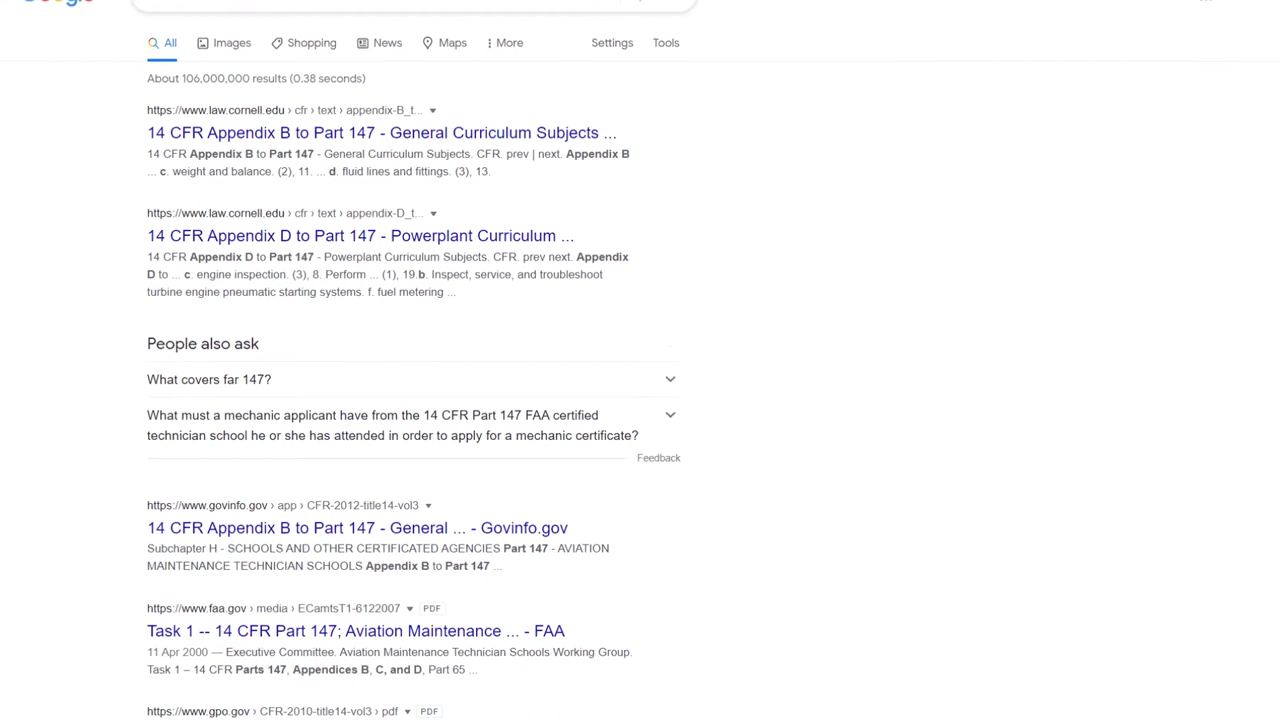 All Images Shopping News Maps More Settings Tools
About 106,000,000 results (0.38 seconds)
https://www.law.cornell.edu › cfr › text › appendix-B_t...
14 CFR Appendix B to Part 147 - General Curriculum Subjects ...
14 CFR Appendix B to Part 147 - General Curriculum Subjects. CFR. prev | next. Appendix B
... c. weight and balance. (2), 11. ... d. fluid lines and fittings. (3), 13.
https://www.law.cornell.edu › cfr › text › appendix-D_t...
14 CFR Appendix D to Part 147 - Powerplant Curriculum ...
14 CFR Appendix D to Part 147 - Powerplant Curriculum Subjects. CFR. prev next. Appendix
D to ... c. engine inspection. (3), 8. Perform ... (1), 19.b. Inspect, service, and troubleshoot
turbine engine pneumatic starting systems. f. fuel metering ...
People also ask
What covers far 147?
What must a mechanic applicant have from the 14 CFR Part 147 FAA certified
technician school he or she has attended in order to apply for a mechanic certificate?
Feedback
https://www.govinfo.gov › app › CFR-2012-title14-vol3
14 CFR Appendix B to Part 147 - General ... - Govinfo.gov
Subchapter H - SCHOOLS AND OTHER CERTIFICATED AGENCIES Part 147 - AVIATION
MAINTENANCE TECHNICIAN SCHOOLS Appendix B to Part 147 ...
https://www.faa.gov › media › ECamtsT1-6122007 PDF
Task 1 -- 14 CFR Part 147; Aviation Maintenance ... - FAA
11 Apr 2000 — Executive Committee. Aviation Maintenance Technician Schools Working Group.
Task 1 – 14 CFR Parts 147, Appendices B, C, and D, Part 65 ...
https://www.gpo.gov › CFR-2010-title14-vol3 › pdf PDF